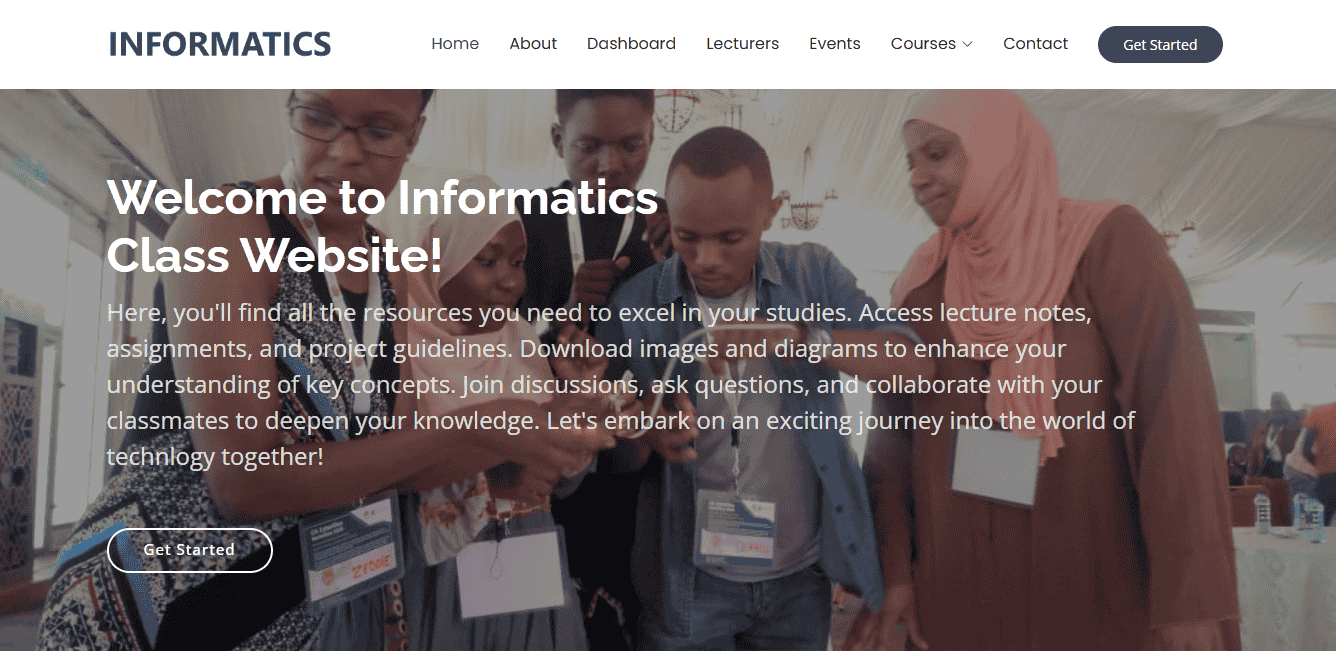 INFORMATICS
Home About Dashboard Lecturers Events Courses Contact Get Started
Welcome to Informatics
Class Website!
Here, you'll find all the resources you need to excel in your studies. Access lecture notes,
assignments, and project guidelines. Download images and diagrams to enhance your
understanding of key concepts. Join discussions, ask questions, and collaborate with your
classmates to deepen your knowledge. Let's embark on an exciting journey into the world of
technlogy together!
Get Started